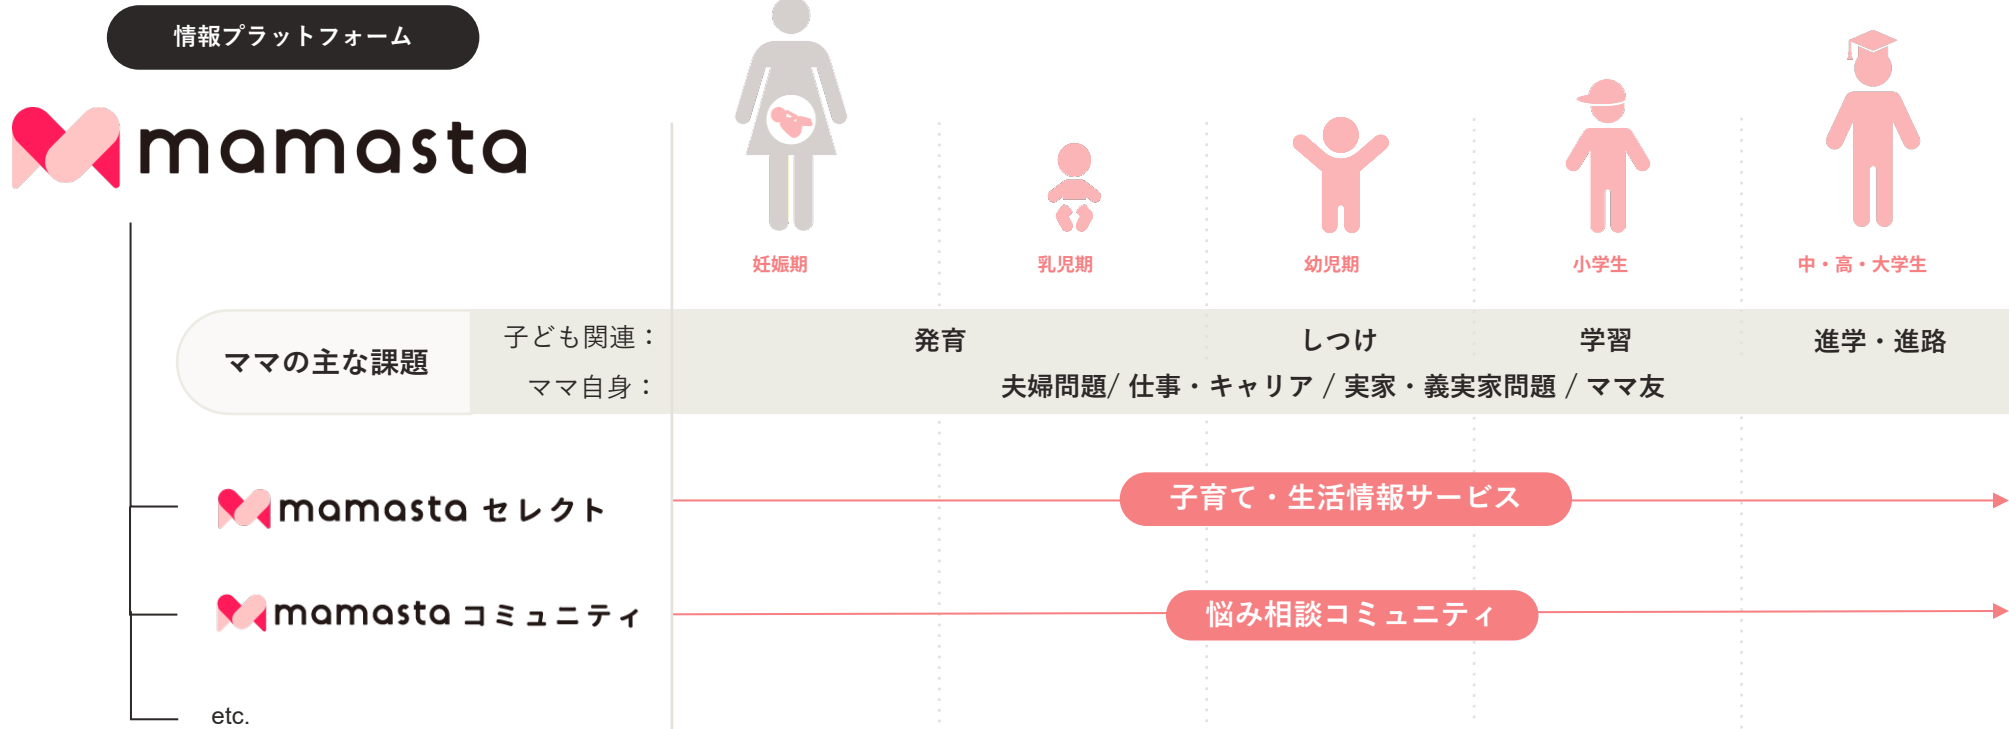 情報プラットフォーム
mamasta
妊娠期
乳児期
幼児期
小学生
中・高・大学生
ママの主な課題
子ども関連：
発育
しつけ
学習
進学・進路
ママ自身：
夫婦問題/ 仕事・キャリア / 実家・義実家問題 / ママ友
mamasta セレクト
子育て・生活情報サービス
mamasta コミュニティ
悩み相談コミュニティ
etc.